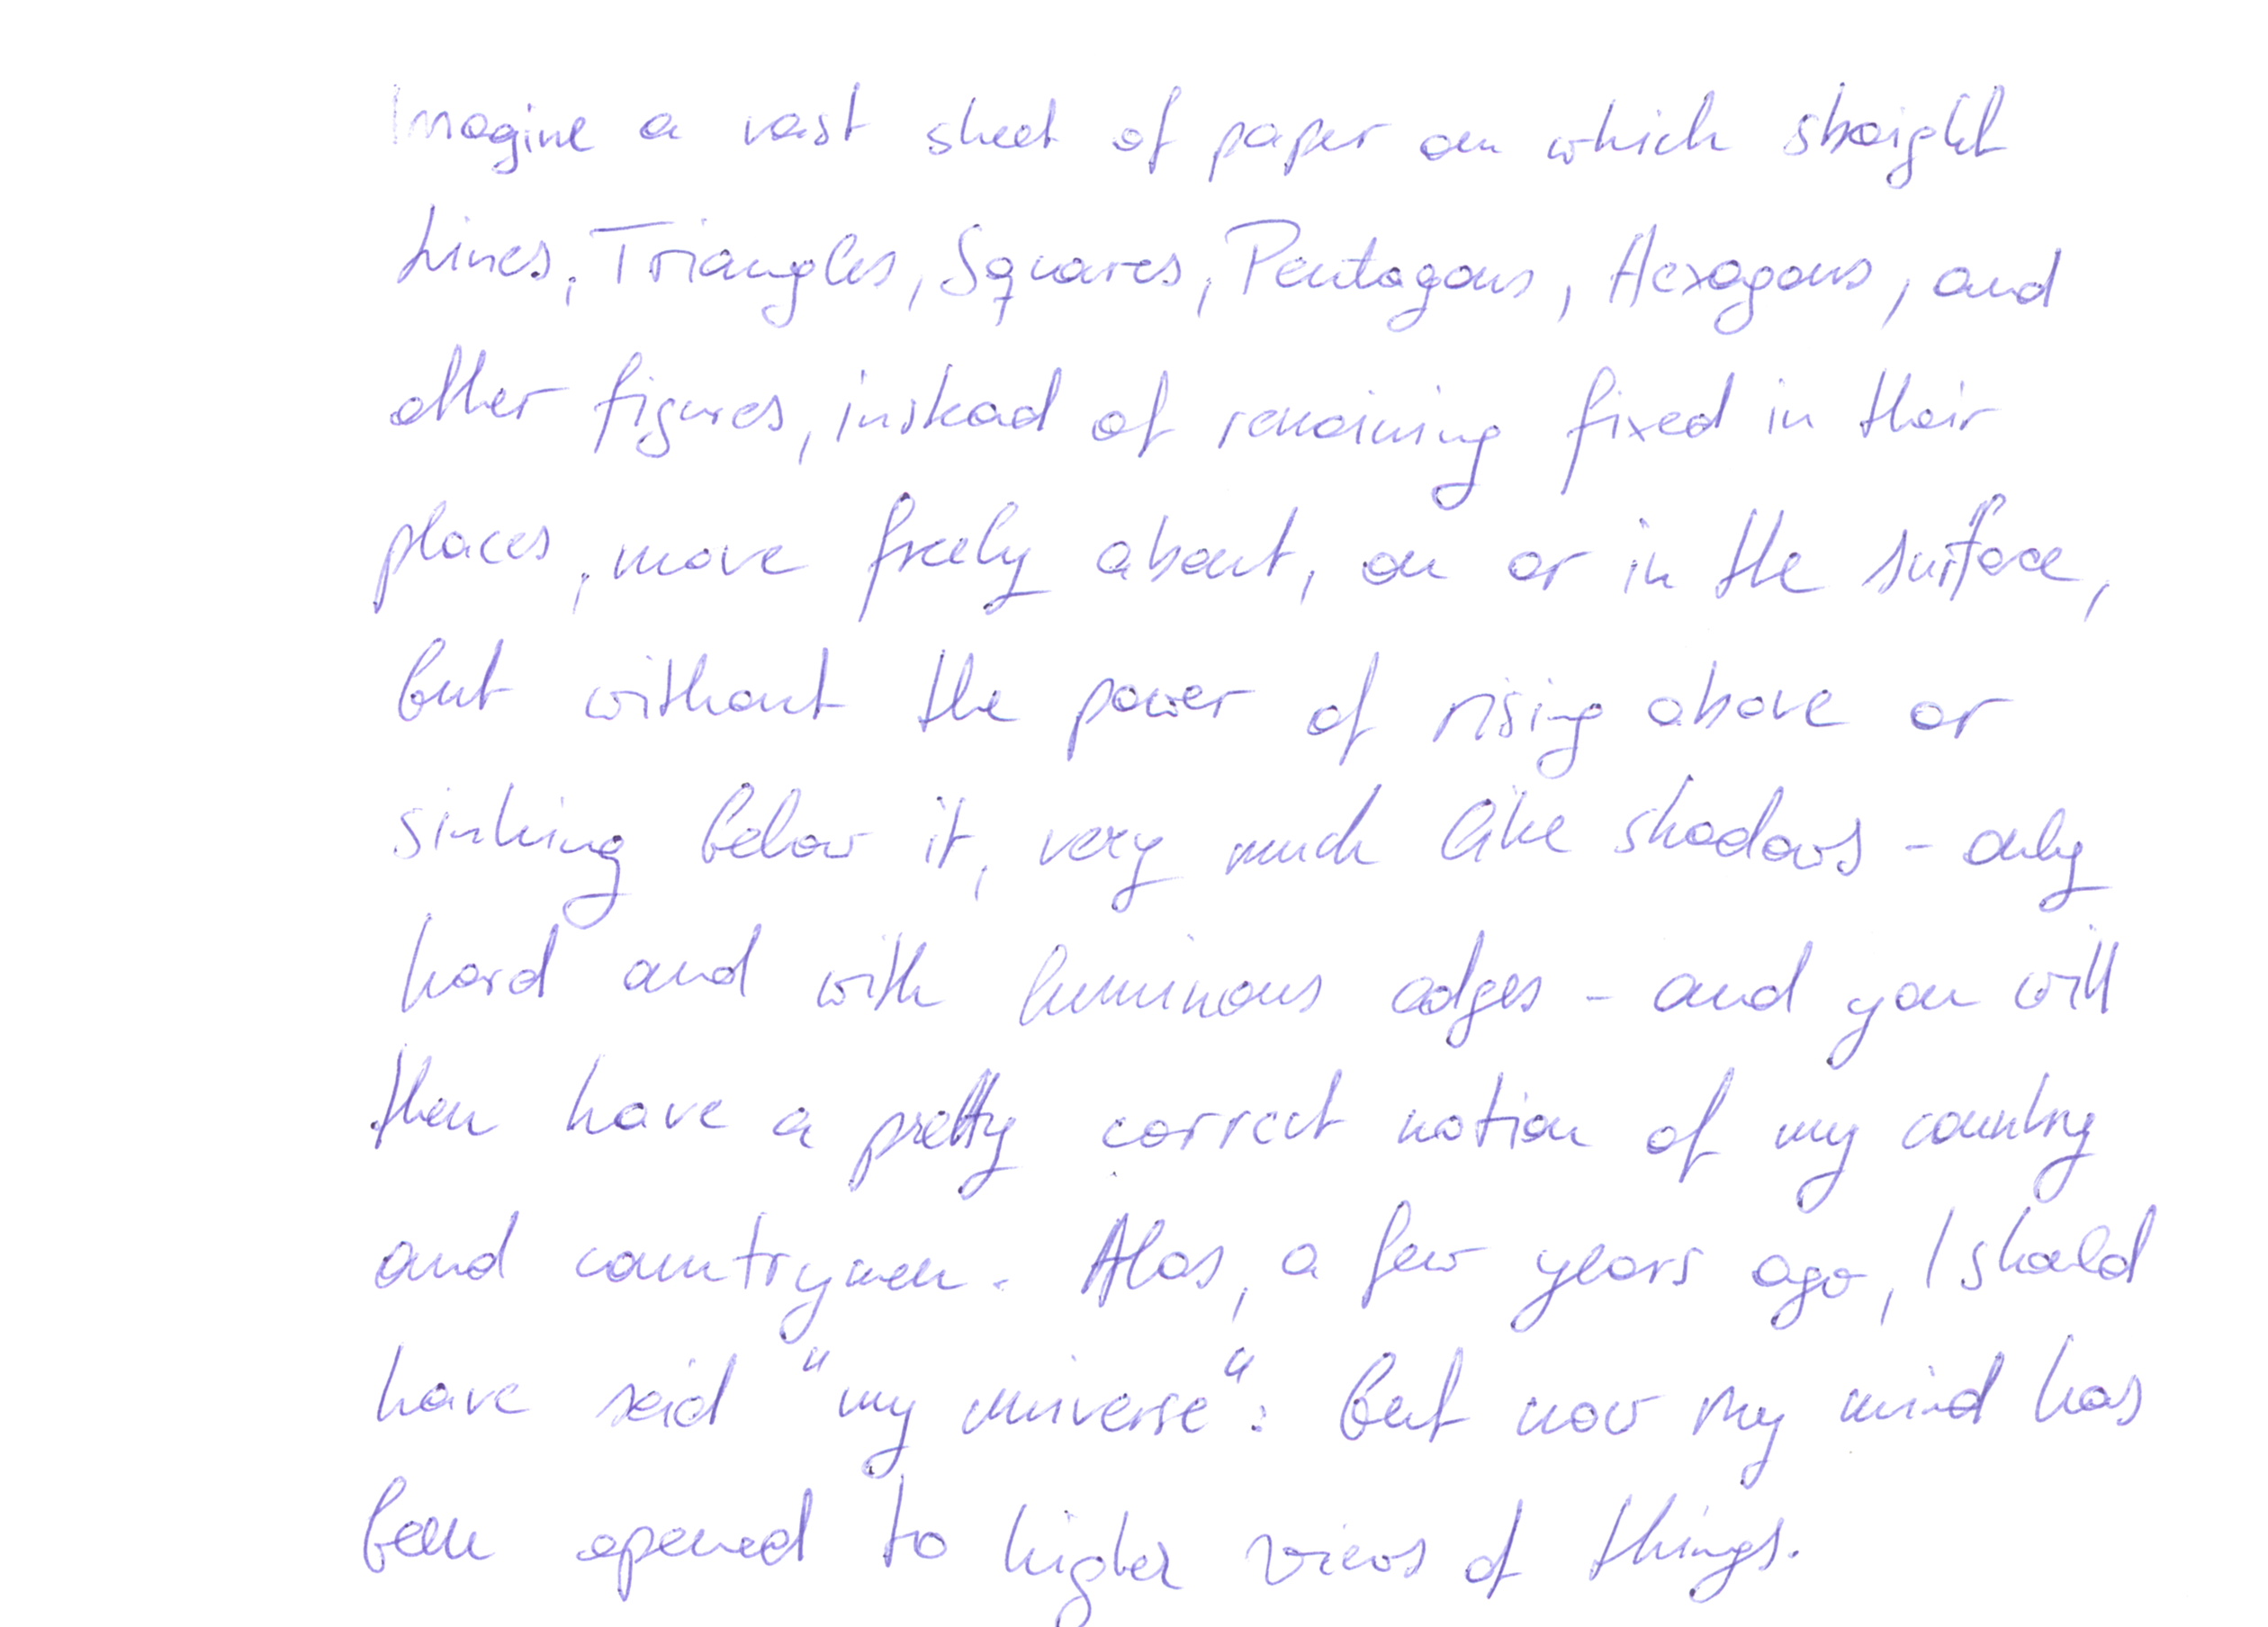 Imagine a vast sheet of paper on which straight
Lines, Triangles, Squares, Pentagons, Hexagons, and
other figures, instead of remaining fixed in their
places, move freely about, on or in the surface,
but without the power of rising above or
sinking below it, very much like shadows - only
hard and with luminous edges - and you will
then have a pretty correct notion of my country
and countrymen. Alas, a few years ago, I should
have said "my universe": but now my mind has
been opened to higher views of things.